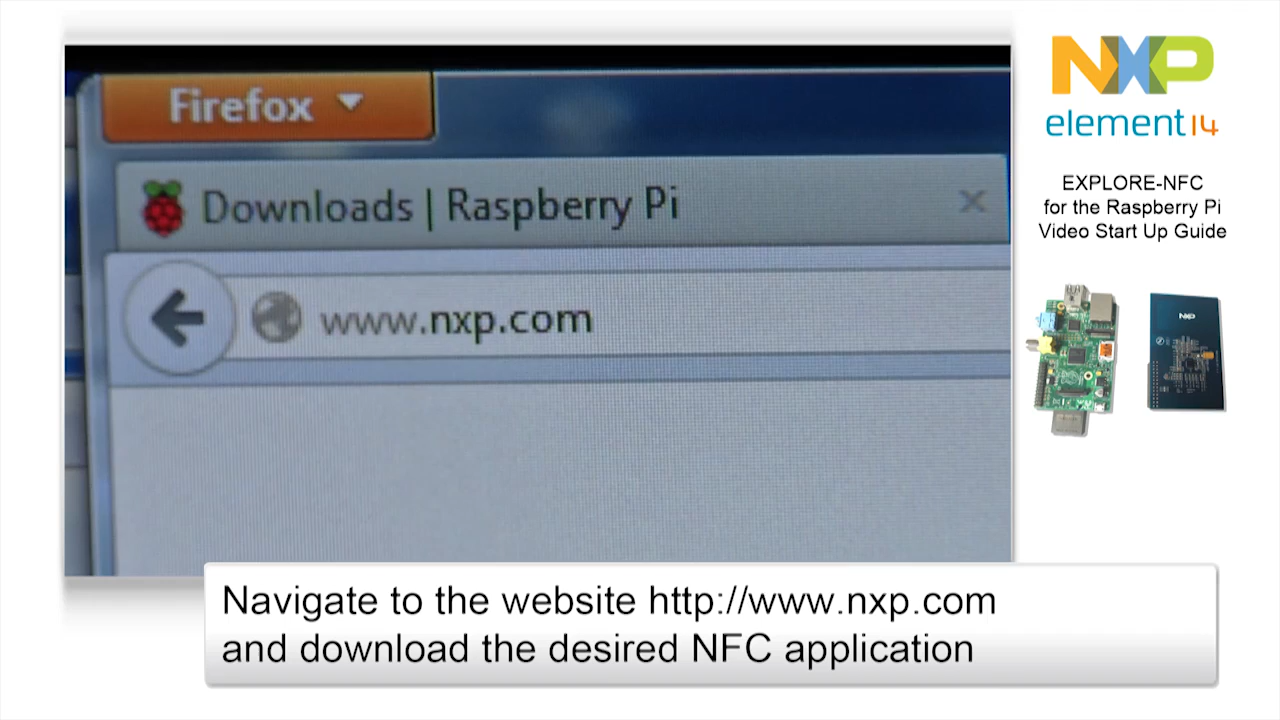 Firefox
Downloads | Raspberry Pi
www.nxp.com
NXP
element14
EXPLORE-NFC
for the Raspberry Pi
Video Start Up Guide
NXP
Navigate to the website http://www.nxp.com
and download the desired NFC application